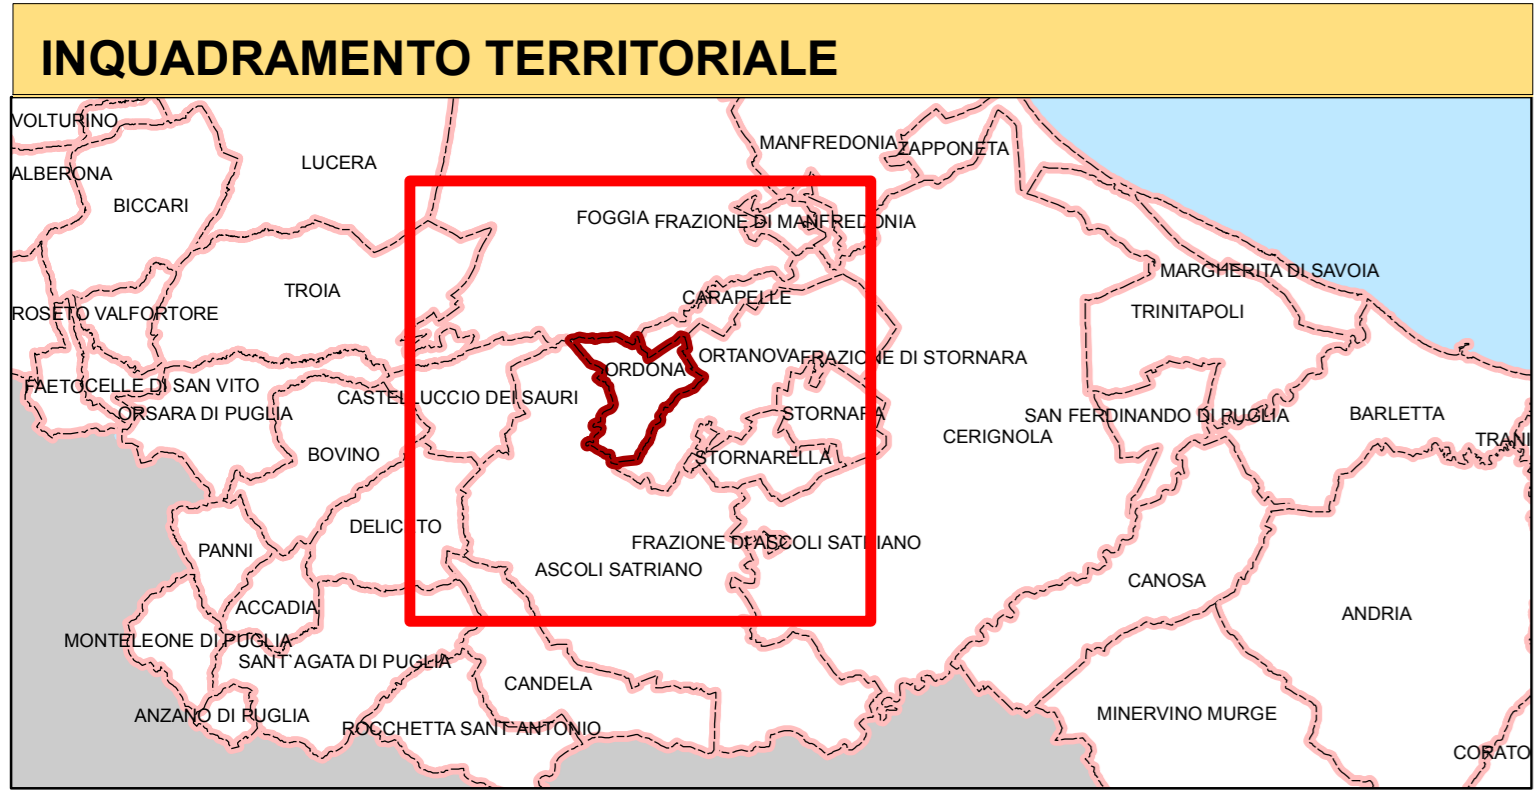 INQUADRAMENTO TERRITORIALE
VOLTURINO
MANFREDONIA
ZAPPONETA
LUCERA
ALBERONA
BICCARI
FOGGIA
FRAZIONE DI MANFREDONIA
MARGHERITA DI SAVOIA
TROIA
CARAPELLE
ROSETO VALFORTORE
TRINITAPOLI
ORTANOVA
FRAZIONE DI STORNARA
ORDONA
FAETO
CELLE DI SAN VITO
CASTELLUCCIO DEI SAURI
ORSARA DI PUGLIA
STORNARA
SAN FERDINANDO DI PUGLIA
BARLETTA
CERIGNOLA
TRANI
BOVINO
STORNARELLA
DELICETO
FRAZIONE DI ASCOLI SATRIANO
PANNI
ASCOLI SATRIANO
CANOSA
ACCADIA
ANDRIA
MONTELEONE DI PUGLIA
SANT`AGATA DI PUGLIA
CANDELA
ANZANO DI PUGLIA
MINERVINO MURGE
ROCCHETTA SANT`ANTONIO
CORATO